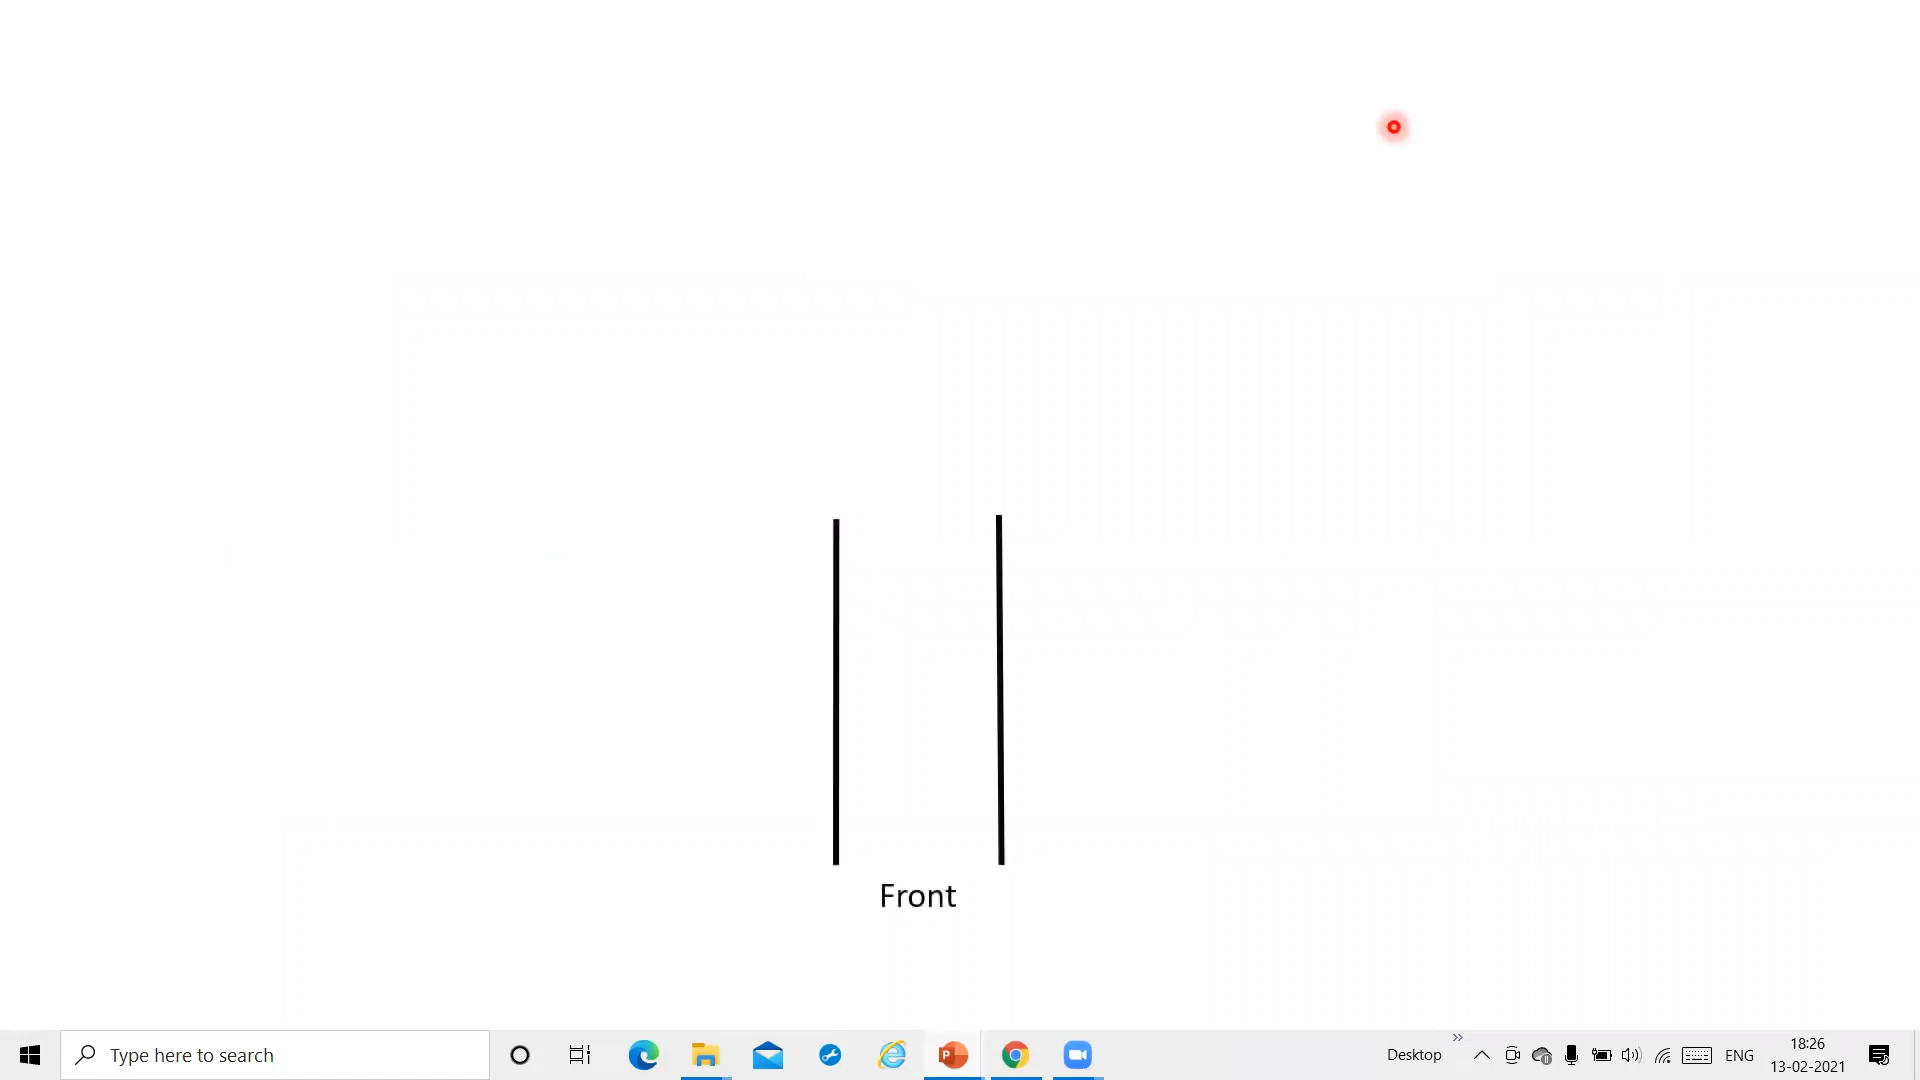 Front
Type here to search
Desktop
ENG
18:26
13-02-2021